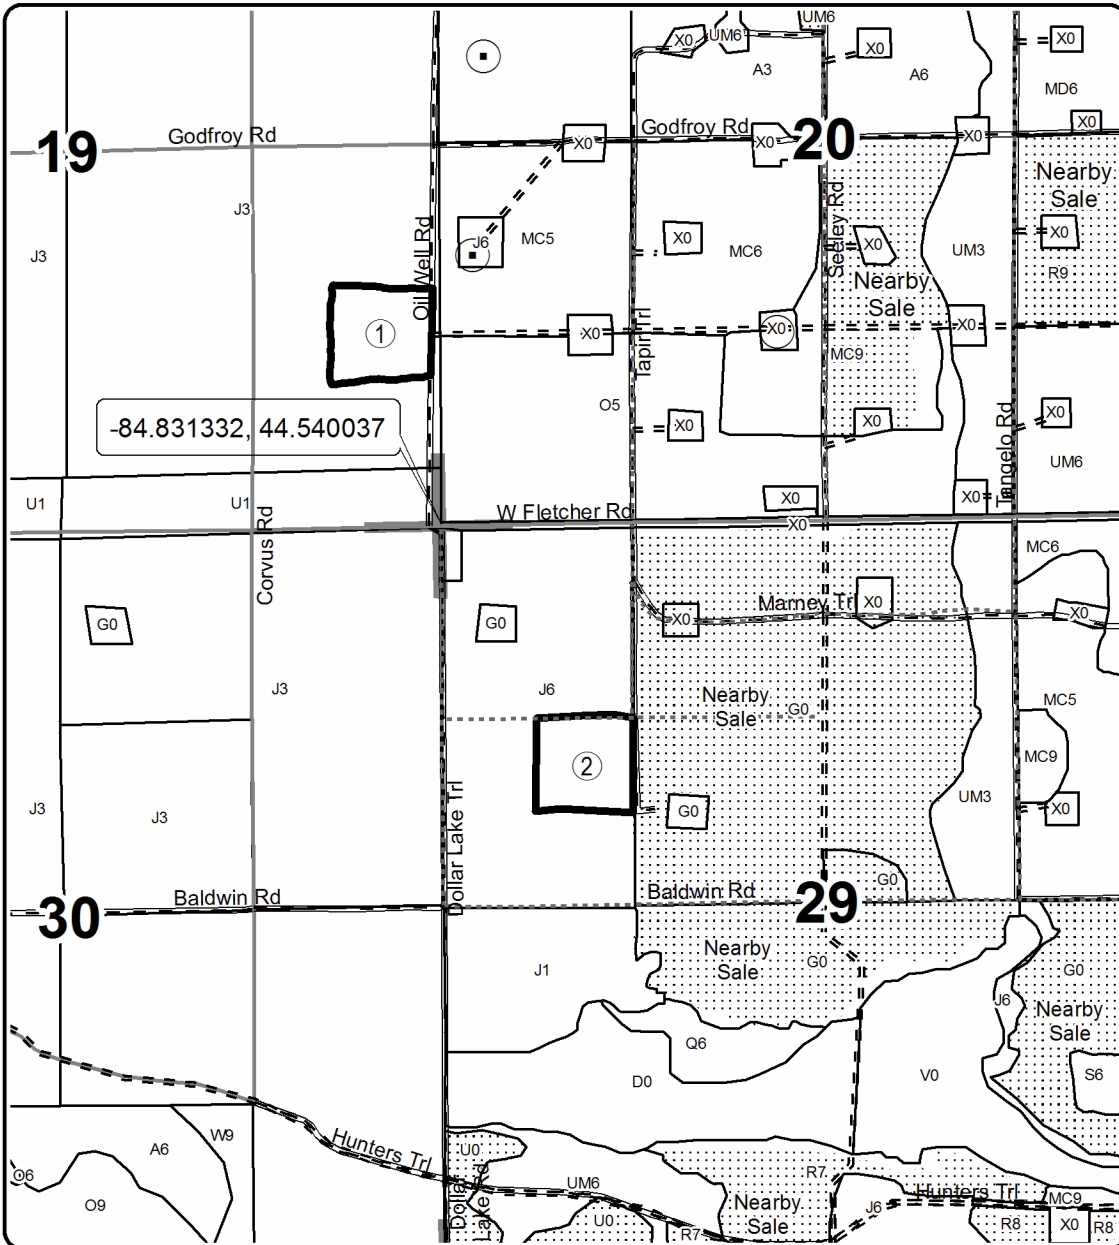 UM6
X0
UM6
X0
X0
A3
A6
MD6
X0
19
Godfroy Rd
X0
Godfroy Rd
X0
20
X0
Nearby
Sale
J3
J3
Oil Well Rd
J6
MC5
X0
MC6
Seeley Rd
X0
UM3
X0
Nearby
Sale
R9
1
X0
Tapir Trl
X0
X0
MC9
-84.831332, 44.540037
O5
X0
X0
Tangelo Rd
X0
UM6
U1
U1
X0
X0
W Fletcher Rd
X0
Corvus Rd
MC6
G0
G0
X0
Marney Trl
X0
X0
J3
J6
Nearby
Sale
G0
MC5
2
MC9
J3
J3
Dollar Lake Trl
G0
UM3
X0
30
Baldwin Rd
Baldwin Rd
G0
29
J1
Nearby
Sale
G0
G0
J6
Nearby
Sale
Q6
D0
V0
S6
A6
W9
Hunters Trl
U0
O6
O9
Dollar
Lake Rd
UM6
U0
R7
Nearby
Sale
R7
J6
Hunters Trl
MC9
R8
X0
R8